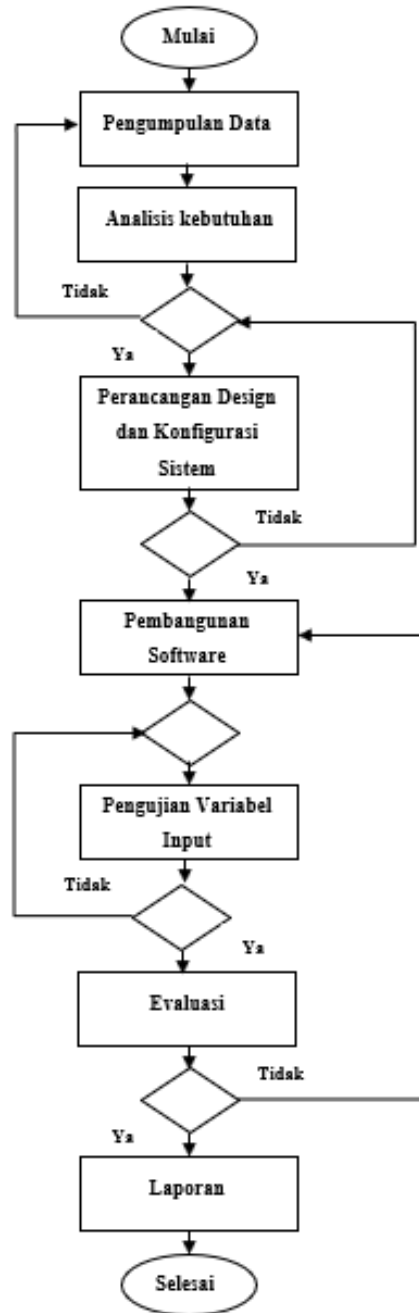 Mulai
Pengumpulan Data
Analisis kebutuhan
Tidak
Ya
Perancangan Design
dan Konfigurasi
Sistem
Tidak
Ya
Pembangunan
Software
Pengujian Variabel
Input
Tidak
Ya
Evaluasi
Tidak
Ya
Laporan
Selesai